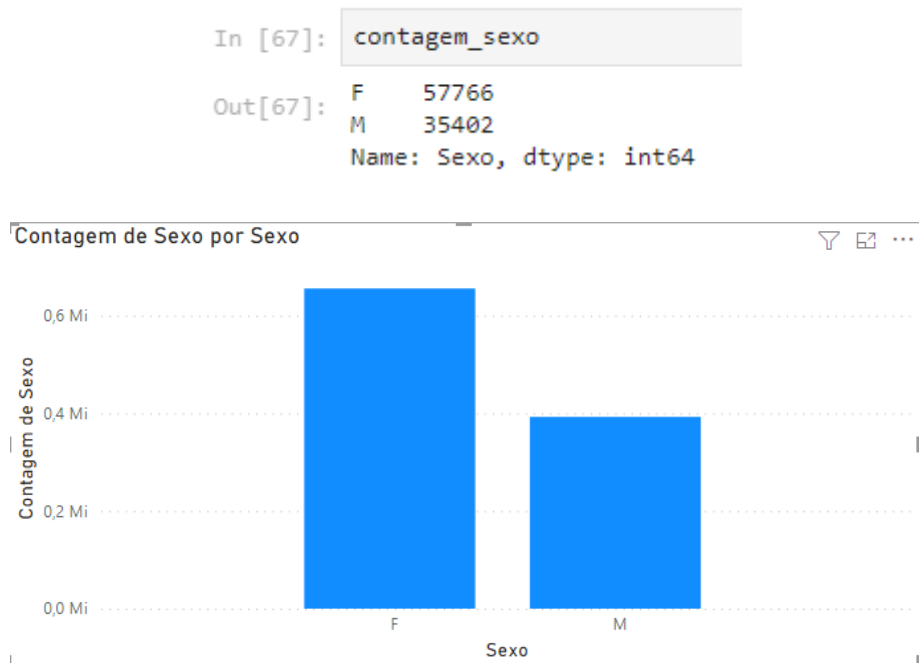 In [67]: contagem_sexo
Out[67]: F 57766
M 35402
Name: Sexo, dtype: int64
Contagem de Sexo por Sexo
Contagem de Sexo
0,6 Mi
0,4 Mi
0,2 Mi
0,0 Mi
F M
Sexo